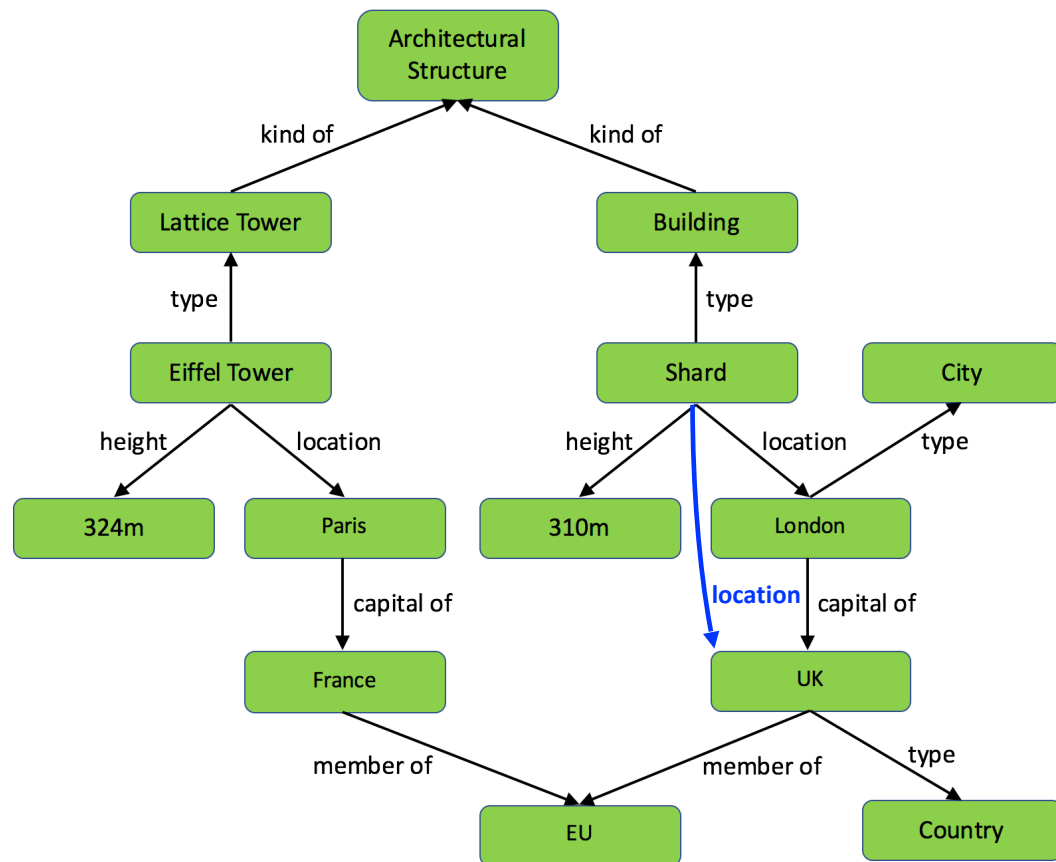 Architectural
Structure
kind of
kind of
Lattice Tower
Building
type
type
Eiffel Tower
Shard
City
height
location
height
location
type
324m
Paris
310m
London
capital of
location
capital of
France
UK
member of
member of
type
EU
Country